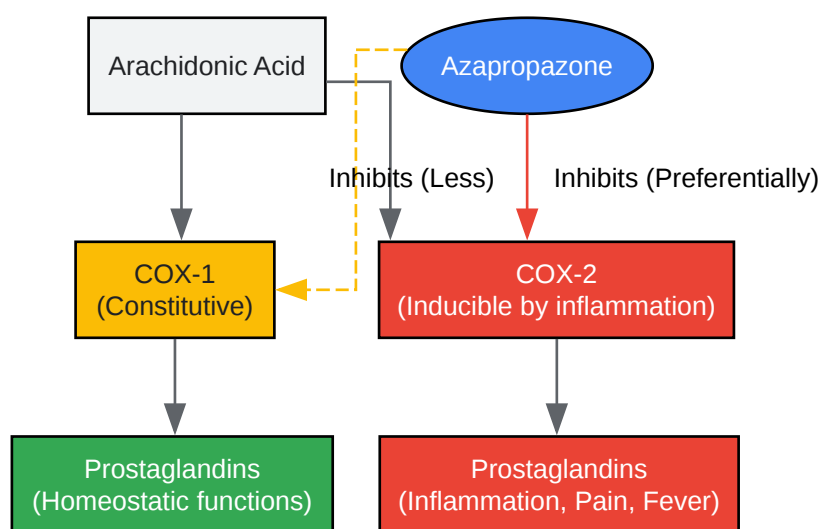 Arachidonic Acid
Azapropazone
Inhibits (Less)
Inhibits (Preferentially)
COX-1
(Constitutive)
COX-2
(Inducible by inflammation)
Prostaglandins
(Homeostatic functions)
Prostaglandins
(Inflammation, Pain, Fever)